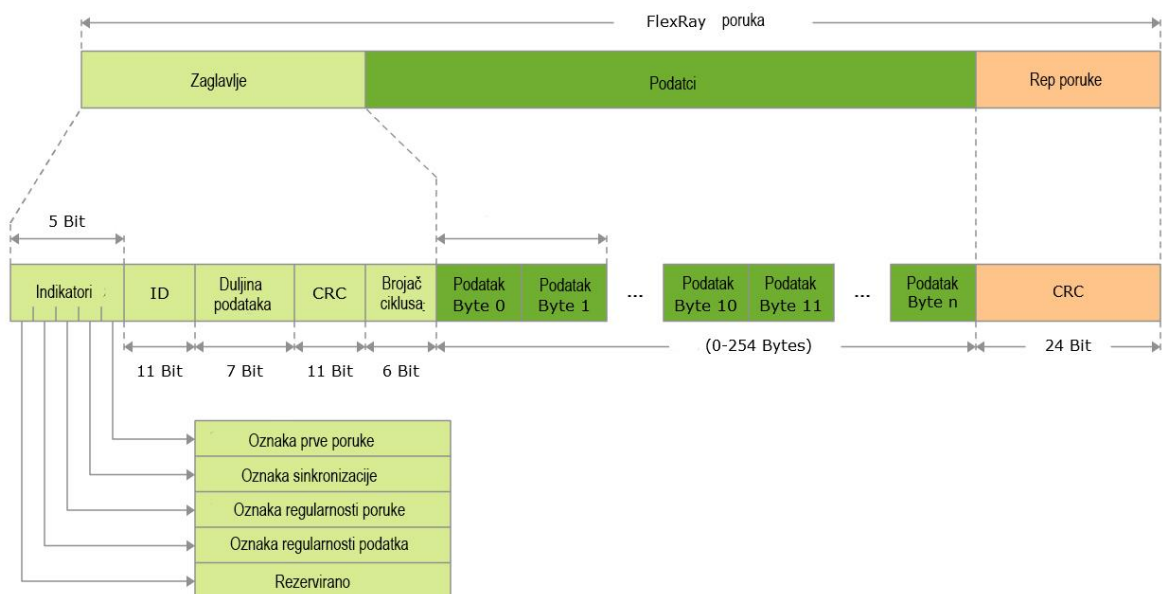 FlexRay poruka
Zaglavlje
Podatci
Rep poruke
5 Bit
Indikatori
ID
Duljina
podataka
CRC
Brojač
ciklusa
Podatak
Byte 0
Podatak
Byte 1
...
Podatak
Byte 10
Podatak
Byte 11
...
Podatak
Byte n
CRC
11 Bit
7 Bit
11 Bit
6 Bit
(0-254 Bytes)
24 Bit
Oznaka prve poruke
Oznaka sinkronizacije
Oznaka regularnosti poruke
Oznaka regularnosti podatka
Rezervirano